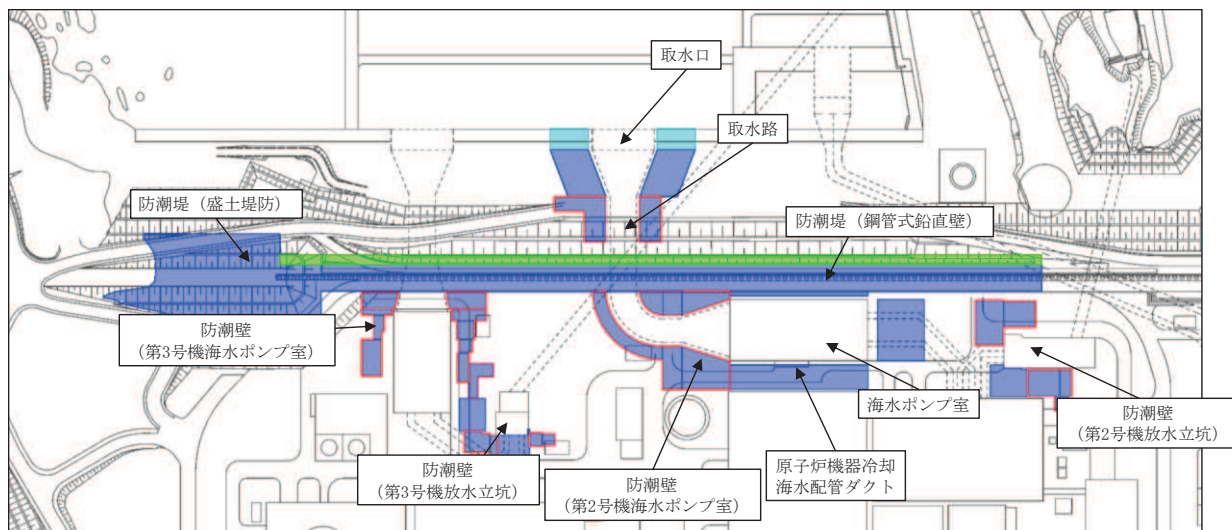 取水口
取水路
防潮堤（盛土堤防）
防潮堤（鋼管式鉛直壁）
防潮壁
（第3号機海水ポンプ室）
海水ポンプ室
防潮壁
（第2号機放水立坑）
防潮壁
（第3号機放水立坑）
防潮壁
（第2号機海水ポンプ室）
原子炉機器冷却
海水配管ダクト